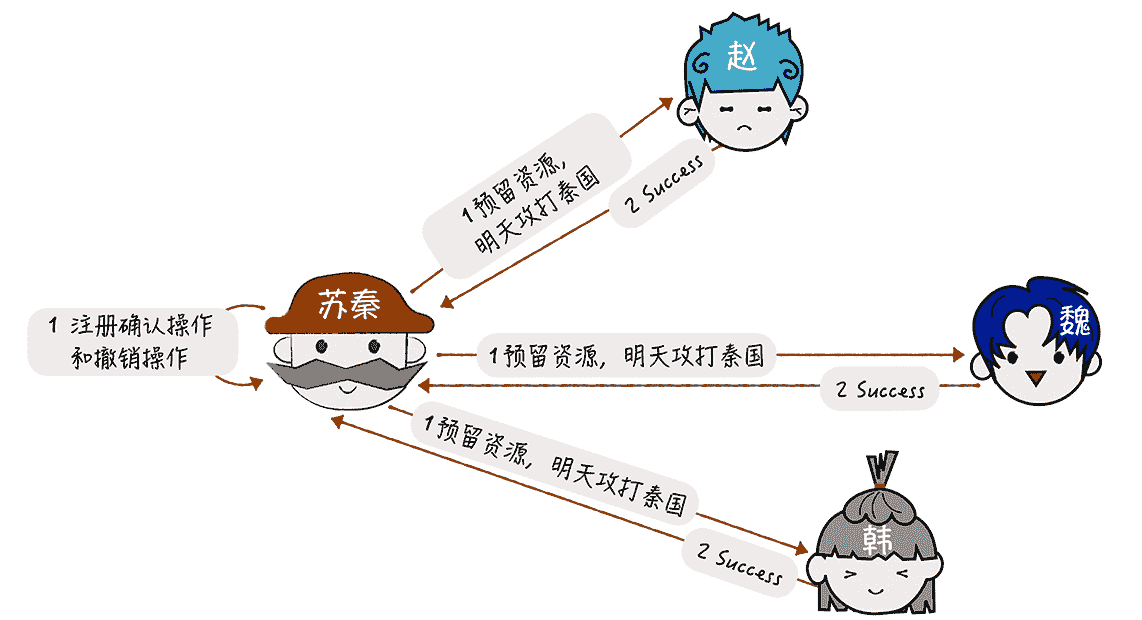 赵
1 预留资源,
明天攻打秦国
2 Success
苏秦
1 注册确认操作
和撤销操作
1 预留资源, 明天攻打秦国
2 Success
魏
1 预留资源, 明天攻打秦国
2 Success
韩